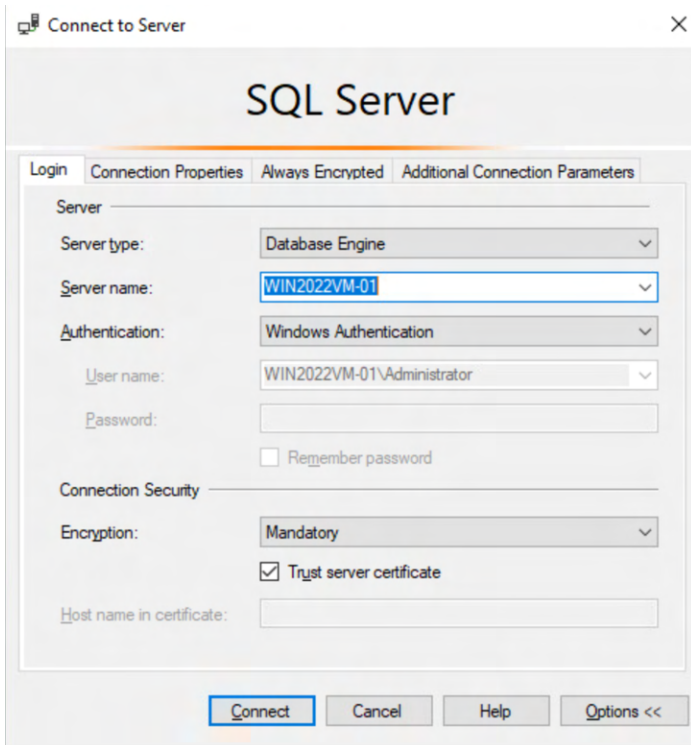 Connect to Server
SQL Server
Login Connection Properties Always Encrypted Additional Connection Parameters
Server
Server type: Database Engine
Server name: WIN2022VM-01
Authentication: Windows Authentication
User name: WIN2022VM-01\Administrator
Password:
Remember password
Connection Security
Encryption: Mandatory
Trust server certificate
Host name in certificate:
Connect Cancel Help Options <<